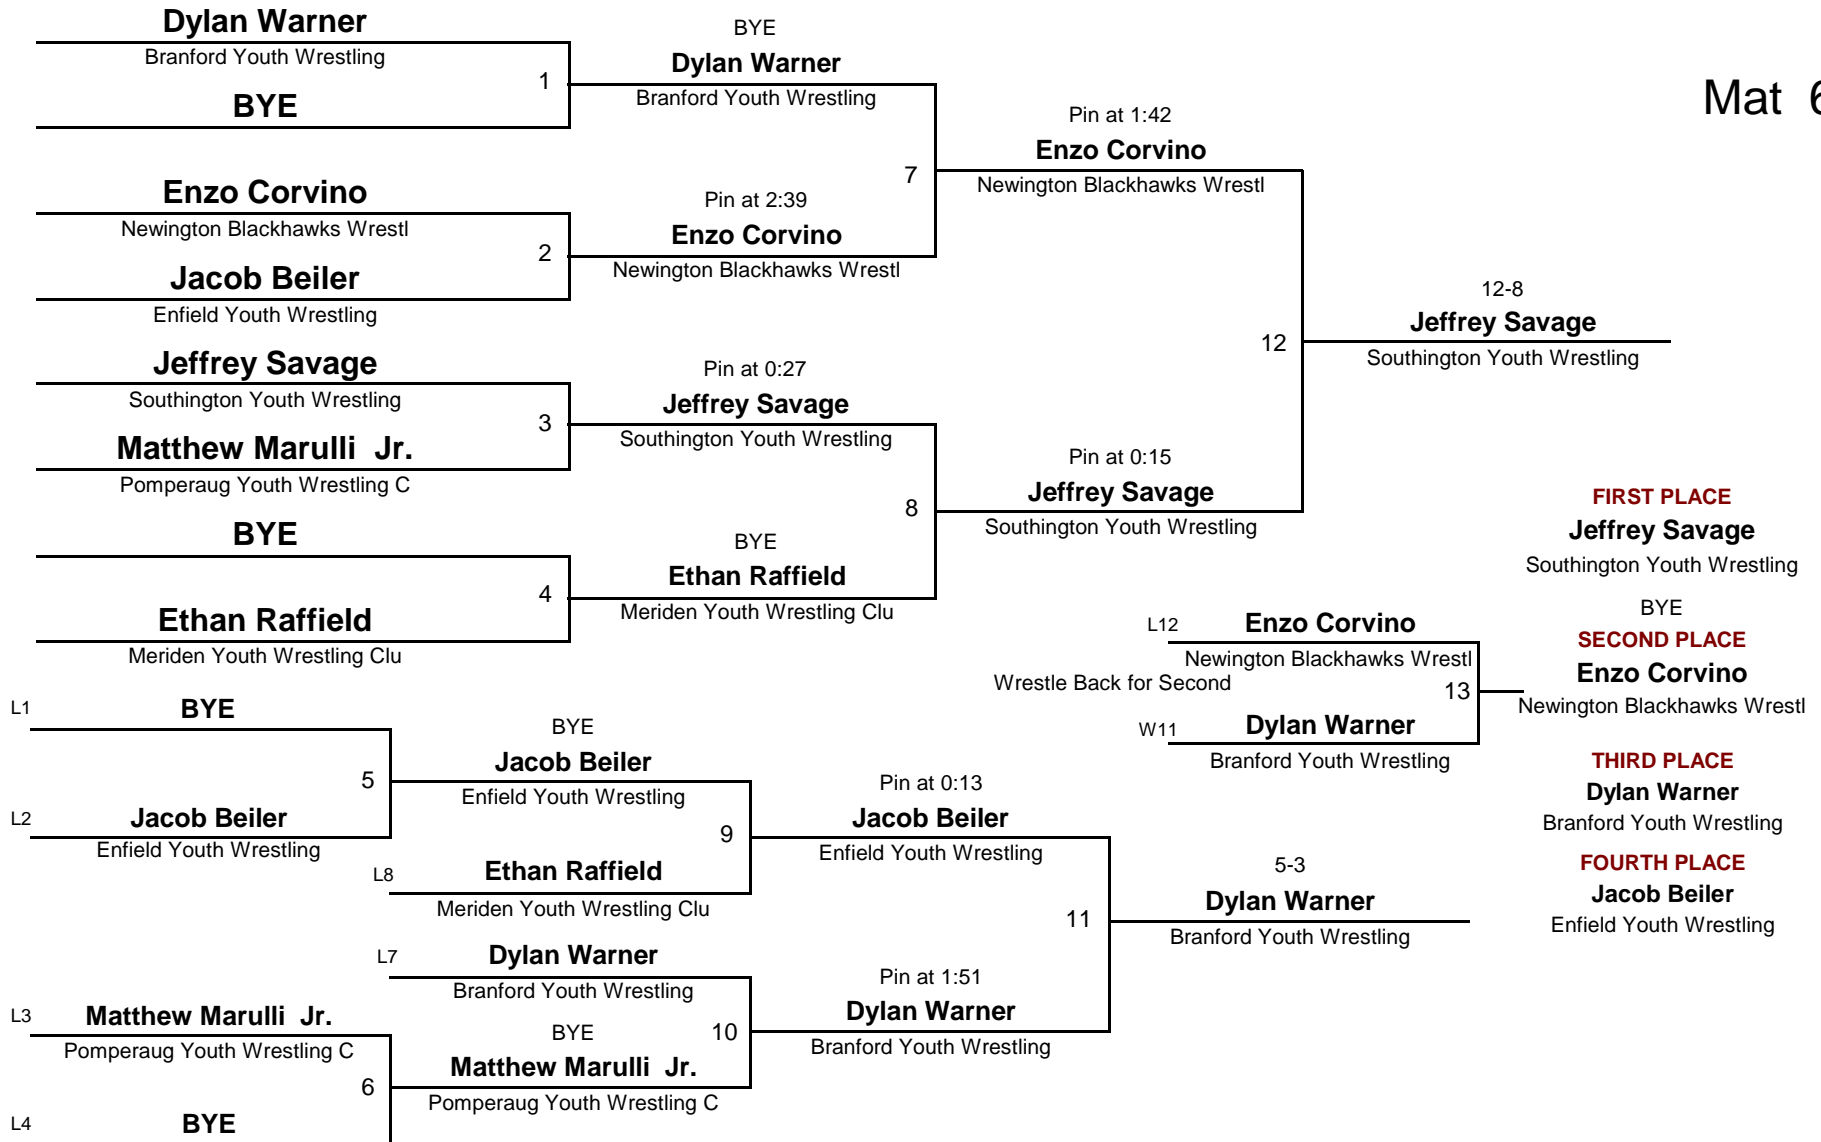 Dylan Warner
Branford Youth Wrestling
1
BYE
BYE
Dylan Warner
Branford Youth Wrestling
Mat 6
Enzo Corvino
Newington Blackhawks Wrestl
2
Jacob Beiler
Enfield Youth Wrestling
Pin at 2:39
Enzo Corvino
Newington Blackhawks Wrestl
7
Pin at 1:42
Enzo Corvino
Newington Blackhawks Wrestl
Jeffrey Savage
Southington Youth Wrestling
3
Matthew Marulli Jr.
Pomperaug Youth Wrestling C
Pin at 0:27
Jeffrey Savage
Southington Youth Wrestling
12
12-8
Jeffrey Savage
Southington Youth Wrestling
BYE
4
Ethan Raffield
Meriden Youth Wrestling Clu
BYE
Ethan Raffield
Meriden Youth Wrestling Clu
8
Pin at 0:15
Jeffrey Savage
Southington Youth Wrestling
FIRST PLACE
Jeffrey Savage
Southington Youth Wrestling
BYE
SECOND PLACE
Enzo Corvino
Newington Blackhawks Wrestl
L12 Enzo Corvino
Newington Blackhawks Wrestl
Wrestle Back for Second
13
W11 Dylan Warner
Branford Youth Wrestling
THIRD PLACE
Dylan Warner
Branford Youth Wrestling
FOURTH PLACE
Jacob Beiler
Enfield Youth Wrestling
L1 BYE
5
L2 Jacob Beiler
Enfield Youth Wrestling
BYE
Jacob Beiler
Enfield Youth Wrestling
9
L8 Ethan Raffield
Meriden Youth Wrestling Clu
Pin at 0:13
Jacob Beiler
Enfield Youth Wrestling
11
5-3
Dylan Warner
Branford Youth Wrestling
L7 Dylan Warner
Branford Youth Wrestling
10
BYE
Matthew Marulli Jr.
Pomperaug Youth Wrestling C
Pin at 1:51
Dylan Warner
Branford Youth Wrestling
L3 Matthew Marulli Jr.
Pomperaug Youth Wrestling C
6
L4 BYE